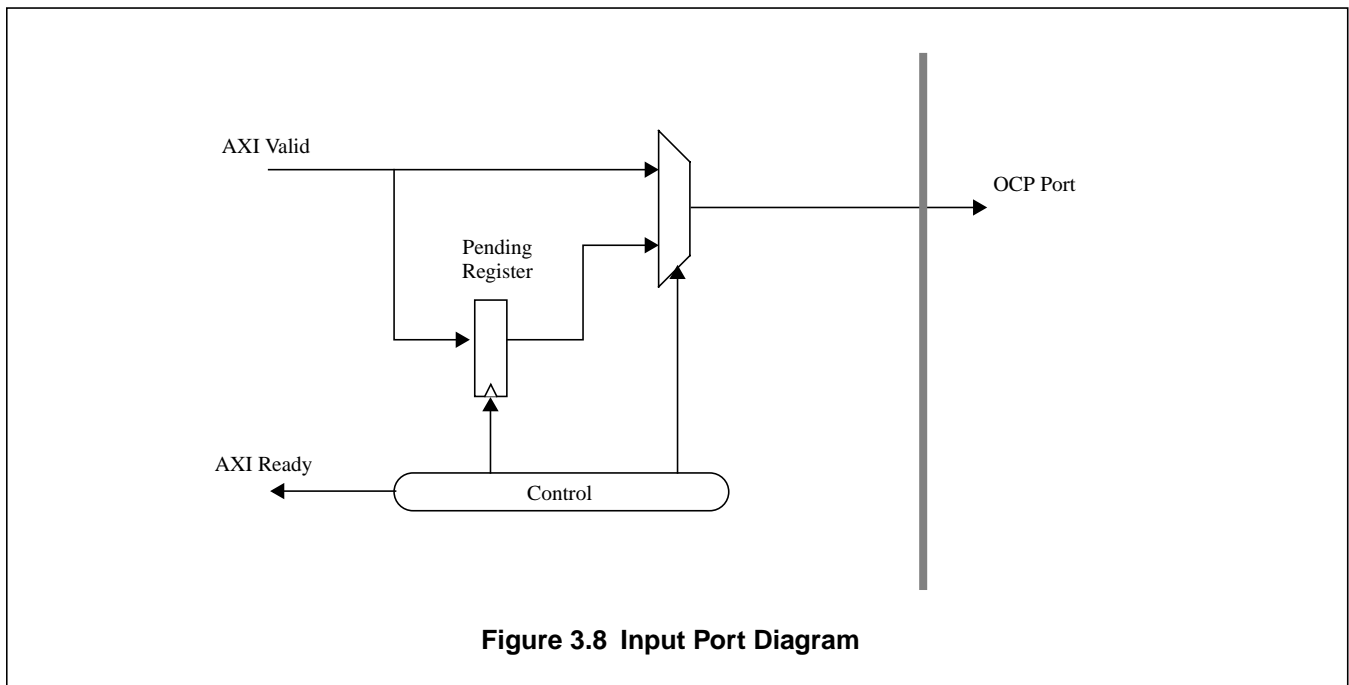 AXI Valid
OCP Port
Pending
Register
AXI Ready
Control
Figure 3.8 Input Port Diagram